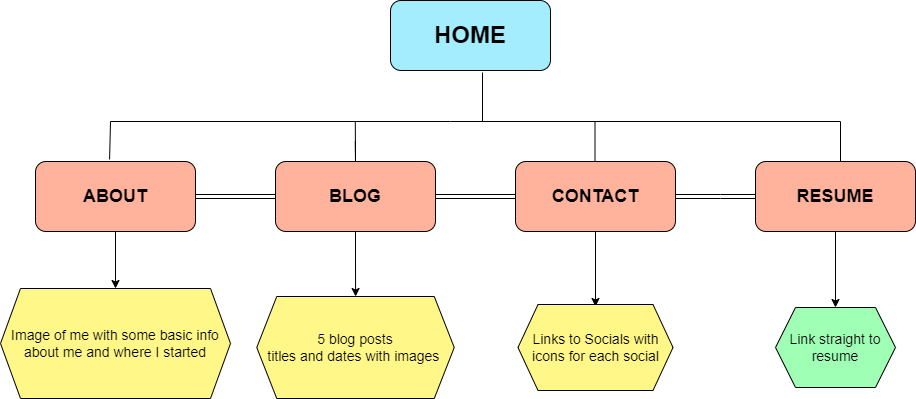 HOME
ABOUT
BLOG
CONTACT
RESUME
Image of me with some basic info
about me and where I started
5 blog posts
titles and dates with images
Links to Socials with
icons for each social
Link straight to
resume